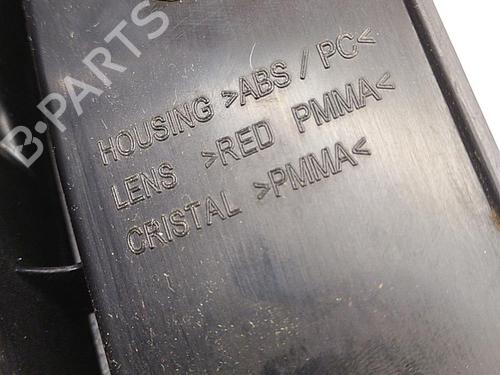 B-PARTS
HOUSING >ABS / PC<
LENS >RED PMMA<
CRISTAL >PMMA<